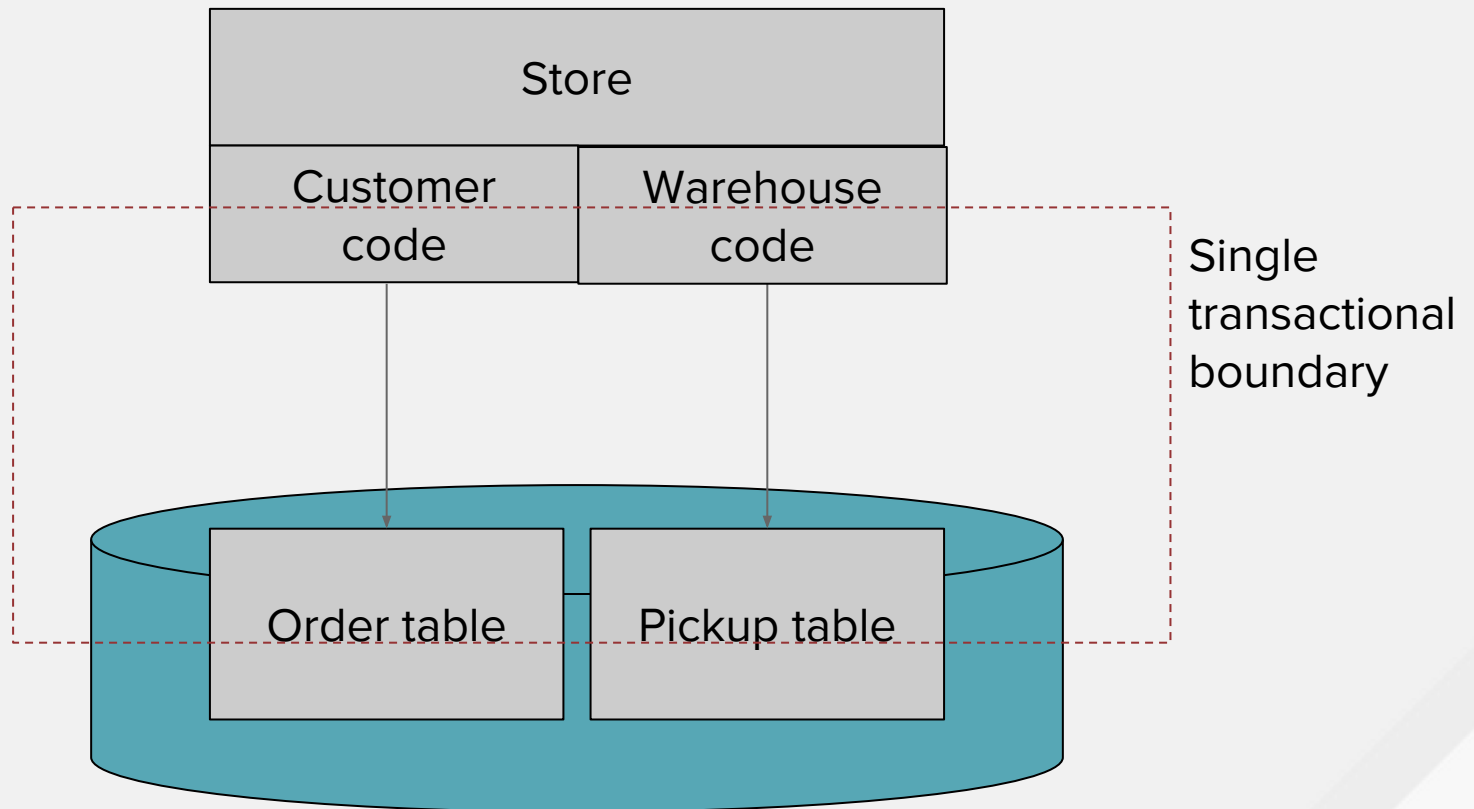 Store
Customer
code
Warehouse
code
Single
transactional
boundary
Order table
Pickup table